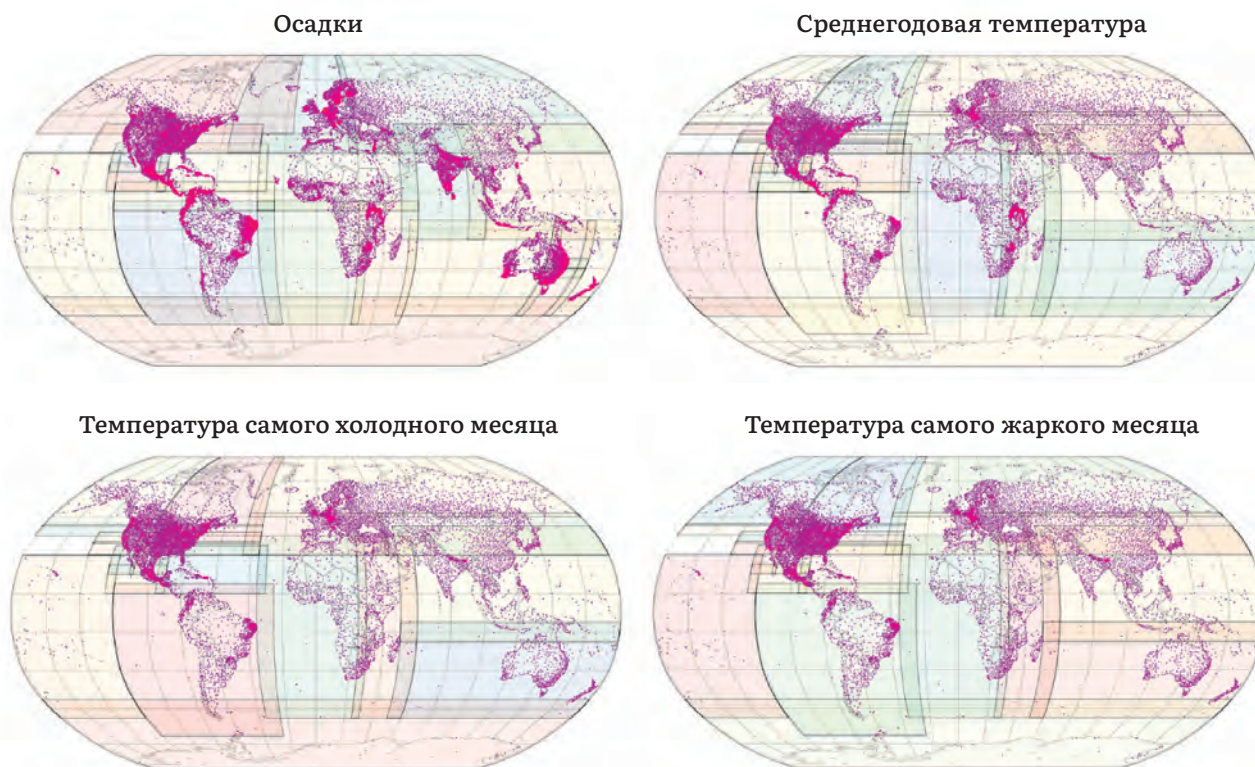 Осадки
Среднегодовая температура
Температура самого холодного месяца
Температура самого жаркого месяца